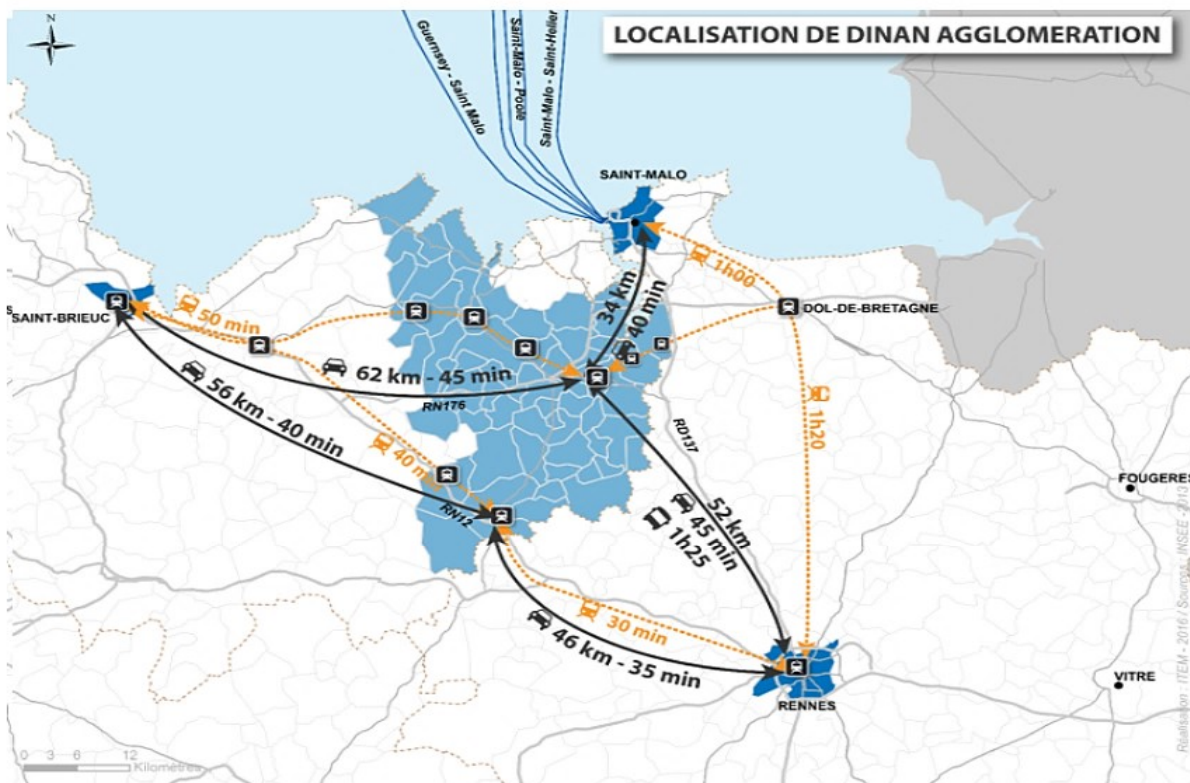 N
LOCALISATION DE DINAN AGGLOMERATION
Guernsey - Saint Malo
Saint-Malo - Poole
Saint-Malo - Saint-Helier
SAINT-MALO
1h00
34 km
40 min
DOL-DE-BRETAGNE
S
SAINT-BRIEUC
50 min
62 km - 45 min
RN176
56 km - 40 min
40 min
RN12
RD137
1h20
52 km
45 min
1h25
FOUGERES
30 min
46 km - 35 min
RENNES
VITRE
0 3 6 12
Kilomètres
Réalisation : ITEM - 2016 / Sources : INSEE - 2013